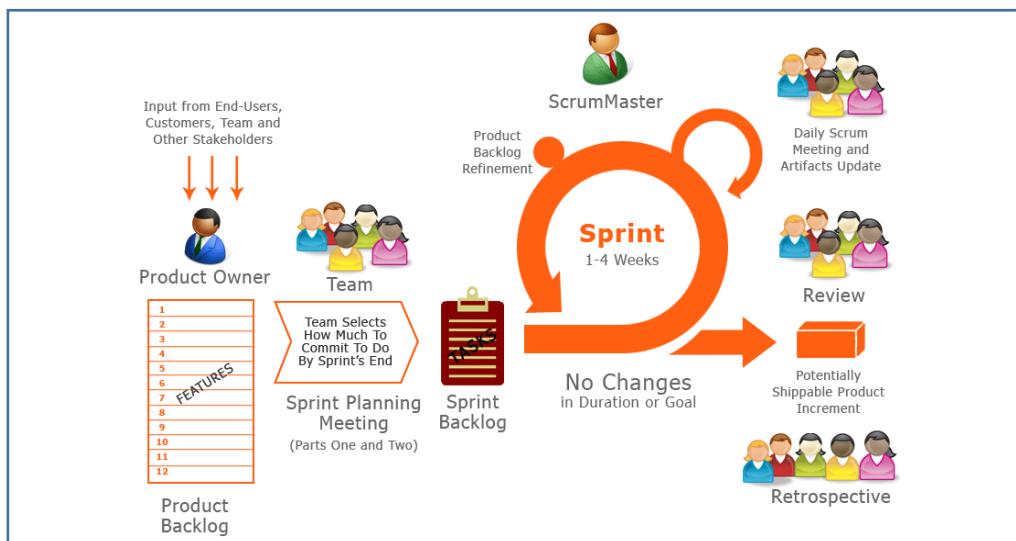 Input from End-Users,
Customers, Team and
Other Stakeholders
Product Owner
1
2
3
4
5
6
7
8
9
10
11
12
FEATURES
Product
Backlog
Team
Team Selects
How Much To
Commit To Do
By Sprint's End
Sprint Planning
Meeting
(Parts One and Two)
TASKS
Sprint
Backlog
ScrumMaster
Product
Backlog
Refinement
Sprint
1-4 Weeks
No Changes
in Duration or Goal
Daily Scrum
Meeting and
Artifacts Update
Review
Potentially
Shippable Product
Increment
Retrospective